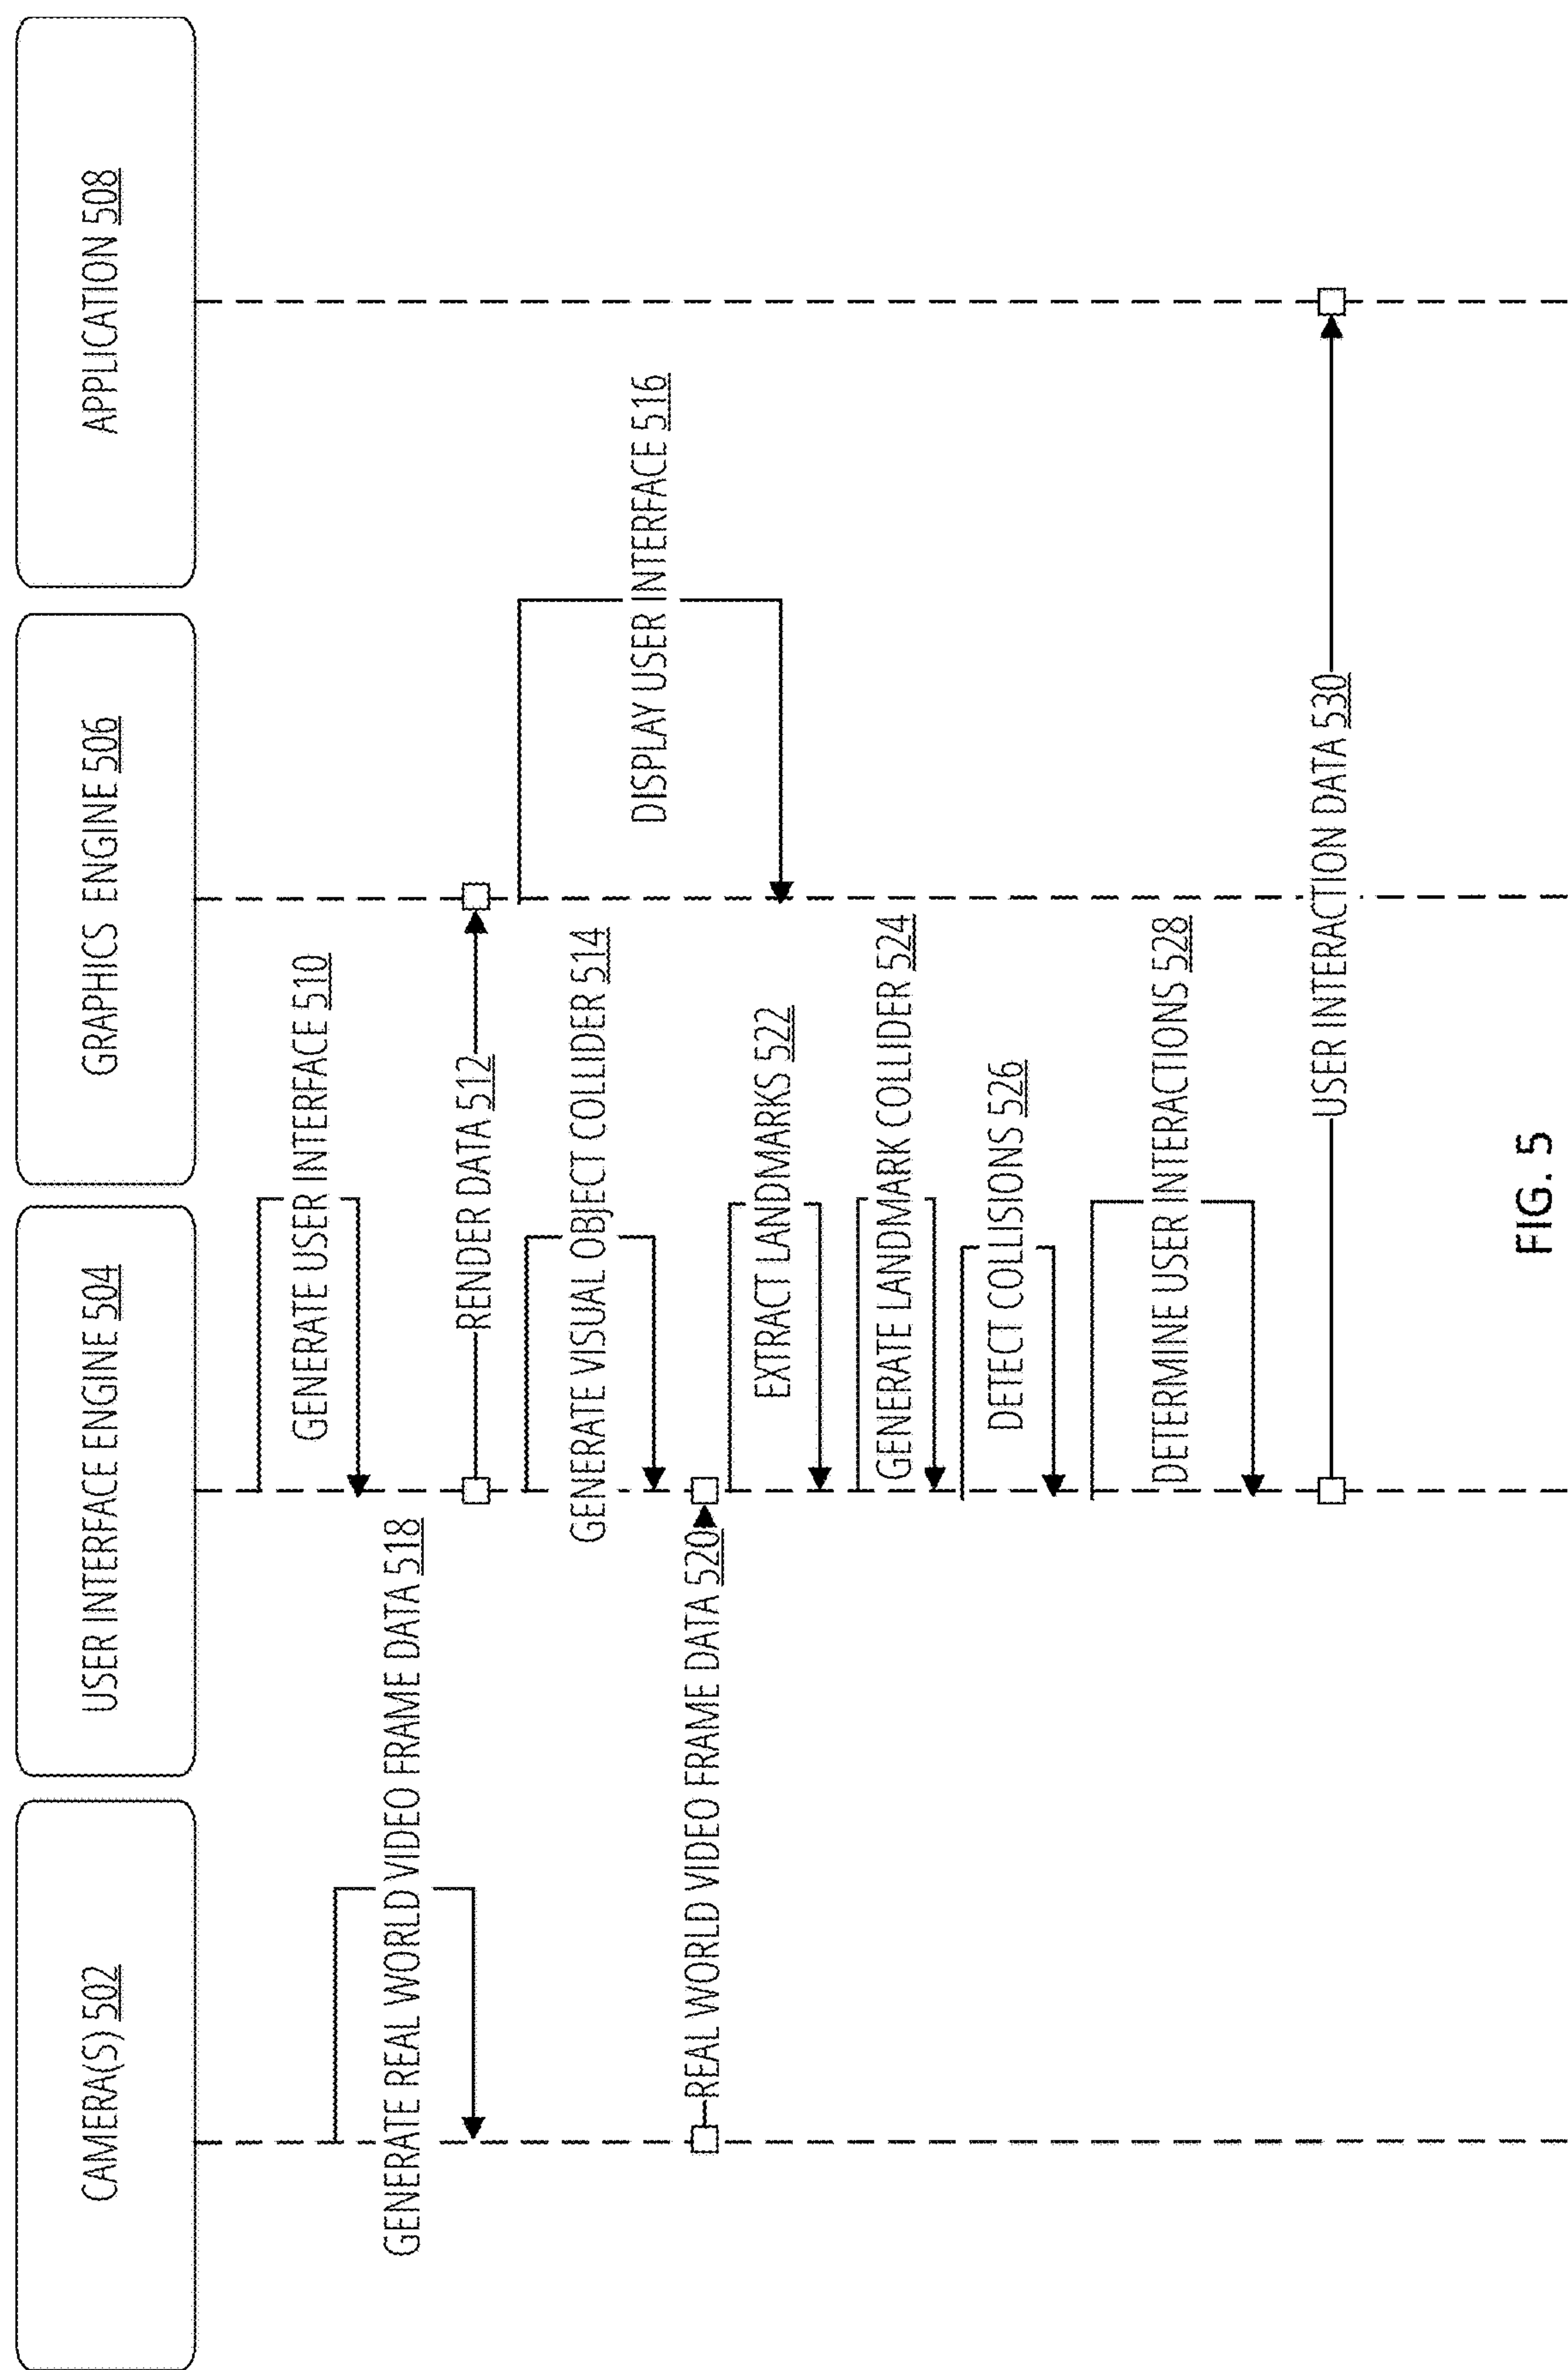 CAMERA(S) 502
USER INTERFACE ENGINE 504
GRAPHICS ENGINE 506
APPLICATION 508
GENERATE USER INTERFACE 510
GENERATE REAL WORLD VIDEO FRAME DATA 518
RENDER DATA 512
GENERATE VISUAL OBJECT COLLIDER 514
DISPLAY USER INTERFACE 516
REAL WORLD VIDEO FRAME DATA 520
EXTRACT LANDMARKS 522
GENERATE LANDMARK COLLIDER 524
DETECT COLLISIONS 526
DETERMINE USER INTERACTIONS 528
USER INTERACTION DATA 530
FIG. 5